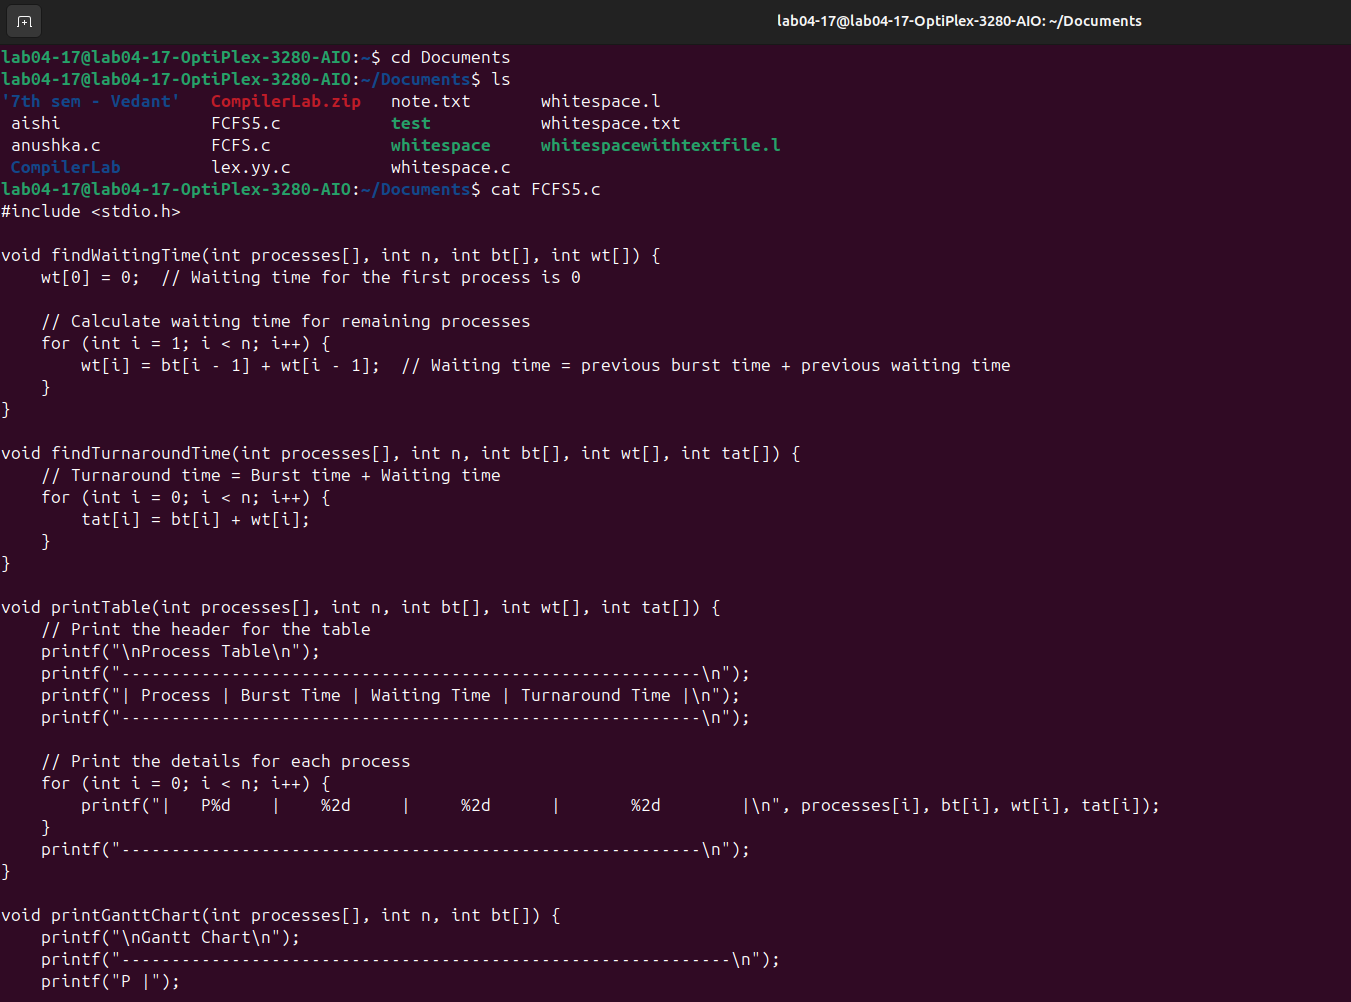 lab04-17@lab04-17-OptiPlex-3280-AIO: ~/Documents
lab04-17@lab04-17-OptiPlex-3280-AIO:~$ cd Documents
lab04-17@lab04-17-OptiPlex-3280-AIO:~/Documents$ ls
'7th sem - Vedant'   CompilerLab.zip   note.txt       whitespace.l
 aishi               FCFS5.c           test           whitespace.txt
 anushka.c           FCFS.c            whitespace     whitespacewithtextfile.l
 CompilerLab         lex.yy.c          whitespace.c
lab04-17@lab04-17-OptiPlex-3280-AIO:~/Documents$ cat FCFS5.c
#include <stdio.h>

void findWaitingTime(int processes[], int n, int bt[], int wt[]) {
    wt[0] = 0;  // Waiting time for the first process is 0

    // Calculate waiting time for remaining processes
    for (int i = 1; i < n; i++) {
        wt[i] = bt[i - 1] + wt[i - 1];  // Waiting time = previous burst time + previous waiting time
    }
}

void findTurnaroundTime(int processes[], int n, int bt[], int wt[], int tat[]) {
    // Turnaround time = Burst time + Waiting time
    for (int i = 0; i < n; i++) {
        tat[i] = bt[i] + wt[i];
    }
}

void printTable(int processes[], int n, int bt[], int wt[], int tat[]) {
    // Print the header for the table
    printf("\nProcess Table\n");
    printf("----------------------------------------------------------\n");
    printf("| Process | Burst Time | Waiting Time | Turnaround Time |\n");
    printf("----------------------------------------------------------\n");

    // Print the details for each process
    for (int i = 0; i < n; i++) {
        printf("|   P%d    |    %2d     |     %2d      |       %2d        |\n", processes[i], bt[i], wt[i], tat[i]);
    }
    printf("----------------------------------------------------------\n");
}

void printGanttChart(int processes[], int n, int bt[]) {
    printf("\nGantt Chart\n");
    printf("-------------------------------------------------------------\n");
    printf("P |");